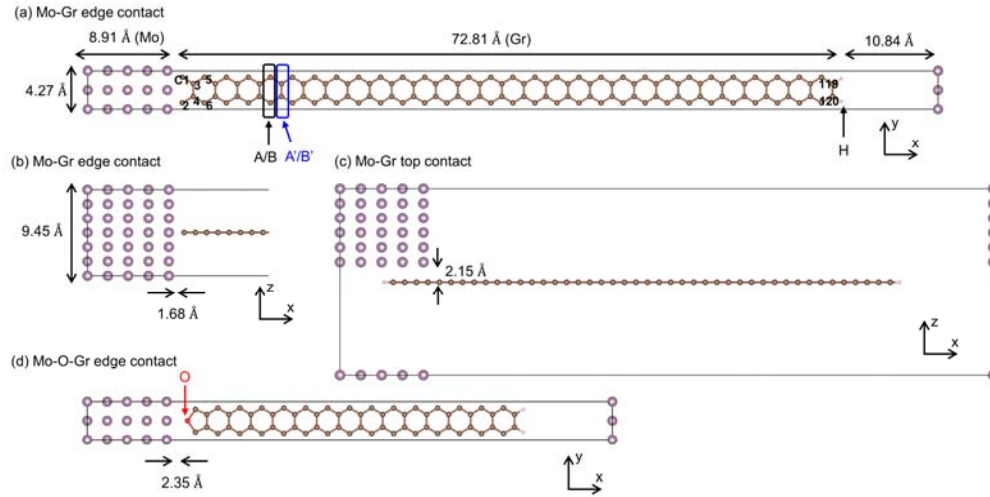 (a) Mo-Gr edge contact
8.91 Å (Mo)
72.81 Å (Gr)
10.84 Å
4.27 Å
C1 3 5
2 4 6
119
120
A/B
A'/B'
H
y
x
(b) Mo-Gr edge contact
(c) Mo-Gr top contact
9.45 Å
2.15 Å
1.68 Å
z
x
z
x
(d) Mo-O-Gr edge contact
O
2.35 Å
y
x